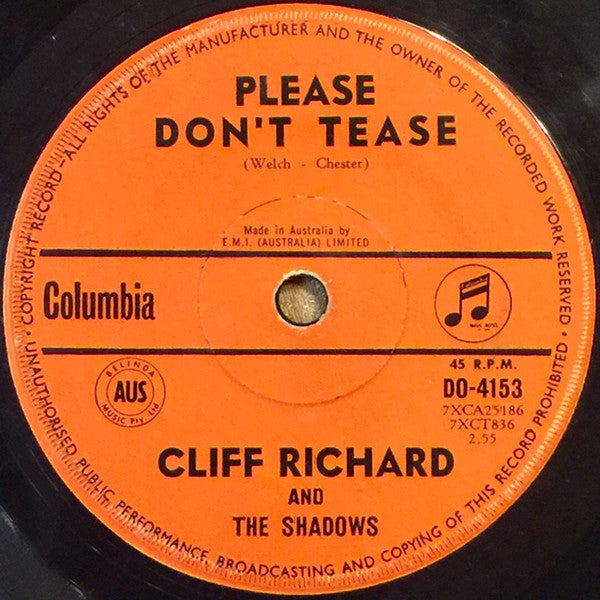 PLEASE
DON'T TEASE
(Welch - Chester)
Made in Australia by
E.M.I. (AUSTRALIA) LIMITED
Columbia
45 R.P.M.
DO-4153
7XCA25186
7XCT836
2.55
BELINDA
AUS
MUSIC Pty. Ltd
CLIFF RICHARD
AND
THE SHADOWS
COPYRIGHT RECORD—ALL RIGHTS OF THE MANUFACTURER AND THE OWNER OF THE RECORDED WORK RESERVED • UNAUTHORISED PUBLIC PERFORMANCE, BROADCASTING AND COPYING OF THIS RECORD PROHIBITED •